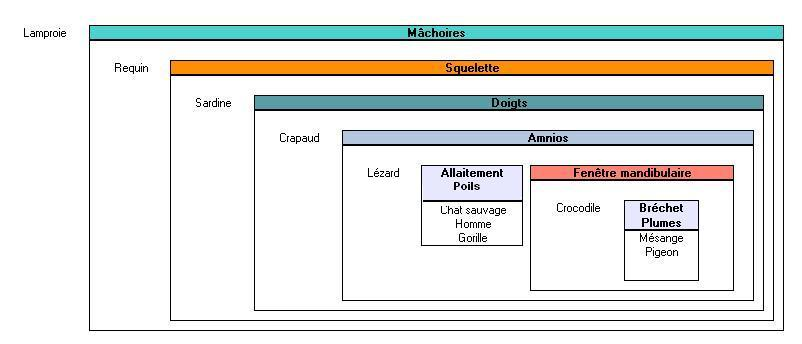 Lamproie
Mâchoires
Requin
Squelette
Sardine
Doigts
Crapaud
Amnios
Lézard
Allaitement
Poils
Chat sauvage
Homme
Gorille
Fenêtre mandibulaire
Crocodile
Bréchet
Plumes
Mésange
Pigeon